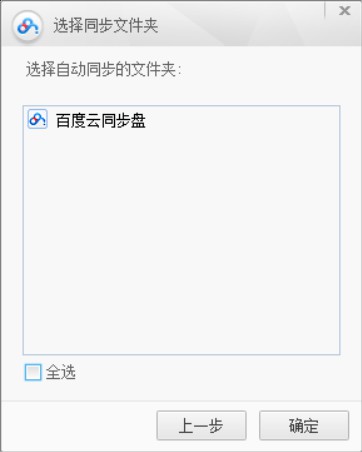 选择同步文件夹
选择自动同步的文件夹：
百度云同步盘
全选
上一步
确定